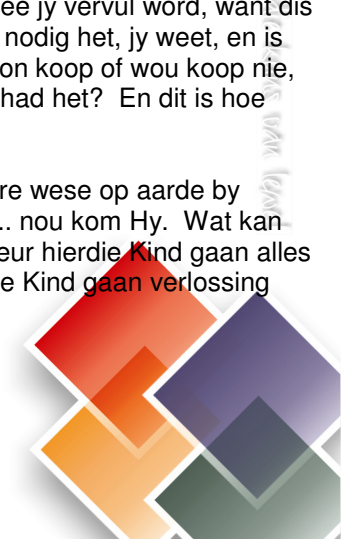 ee jy vervul word, want dis
nodig het, jy weet, en is
on koop of wou koop nie,
had het? En dit is hoe
re wese op aarde by
.. nou kom Hy. Wat kan
eur hierdie Kind gaan alles
e Kind gaan verlossing